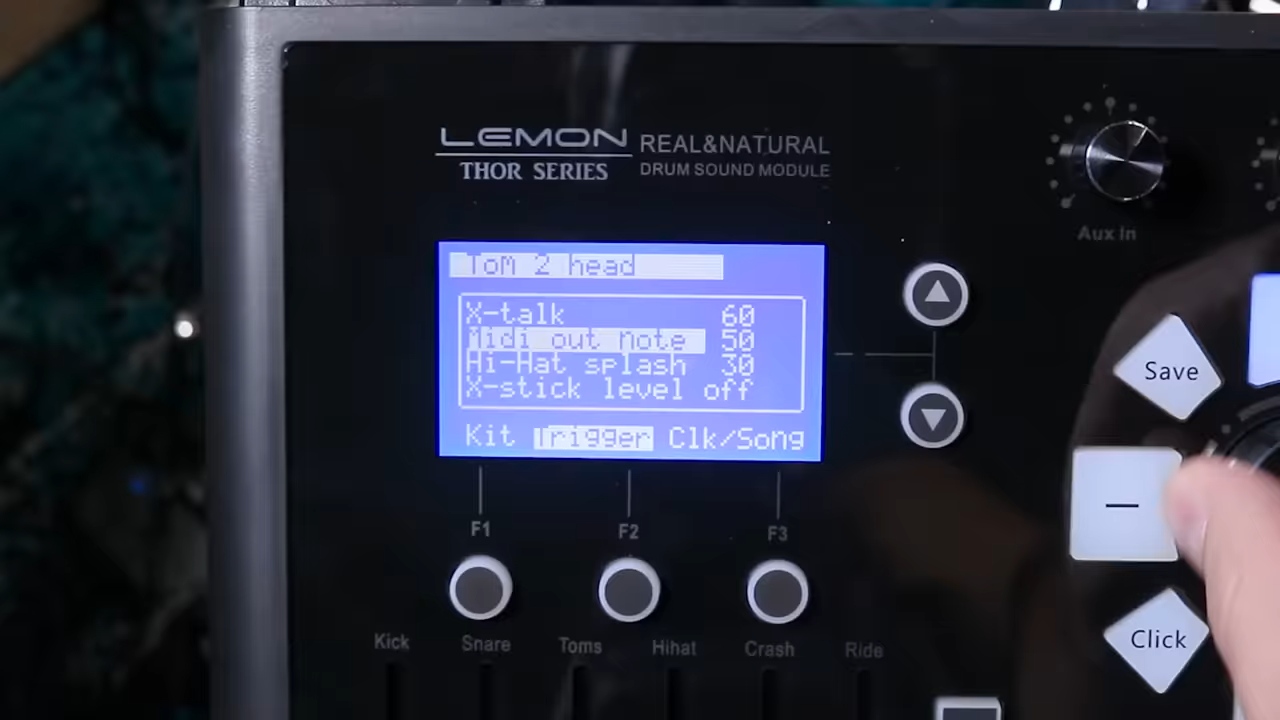 LEMON
THOR SERIES
REAL&NATURAL
DRUM SOUND MODULE
Aux In
TOM 2 head
X-talk 60
Midi out note 50
Hi-Hat splash 30
X-stick level off
Kit Trigger Clk/Song
Save
F1 F2 F3
Click
Kick Snare Toms Hihat Crash Ride